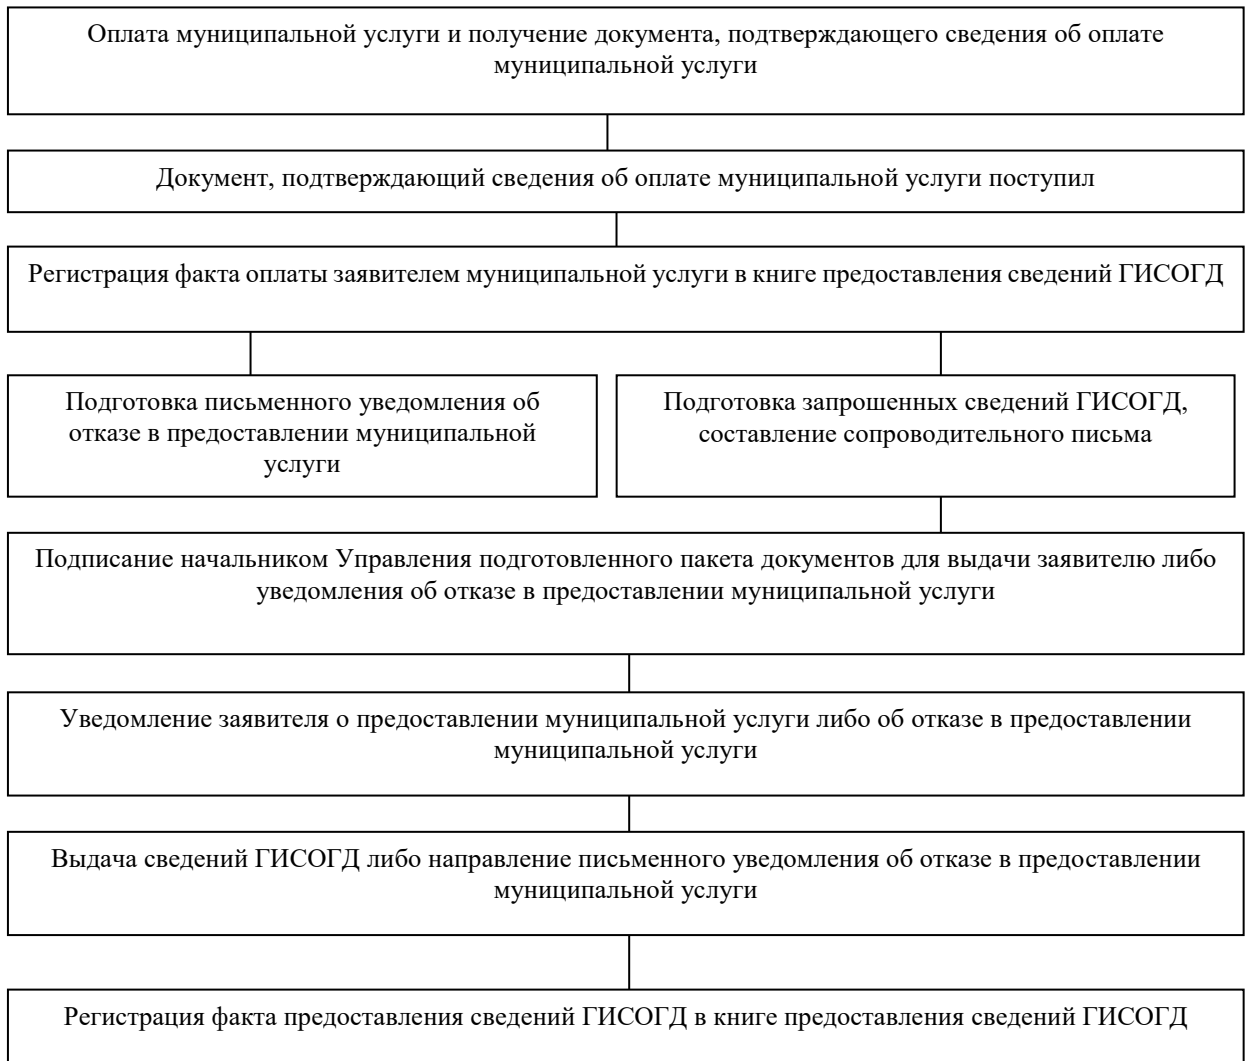 Оплата муниципальной услуги и получение документа, подтверждающего сведения об оплате
муниципальной услуги
Документ, подтверждающий сведения об оплате муниципальной услуги поступил
Регистрация факта оплаты заявителем муниципальной услуги в книге предоставления сведений ГИСОГД
Подготовка письменного уведомления об
отказе в предоставлении муниципальной
услуги
Подготовка запрошенных сведений ГИСОГД,
составление сопроводительного письма
Подписание начальником Управления подготовленного пакета документов для выдачи заявителю либо
уведомления об отказе в предоставлении муниципальной услуги
Уведомление заявителя о предоставлении муниципальной услуги либо об отказе в предоставлении
муниципальной услуги
Выдача сведений ГИСОГД либо направление письменного уведомления об отказе в предоставлении
муниципальной услуги
Регистрация факта предоставления сведений ГИСОГД в книге предоставления сведений ГИСОГД